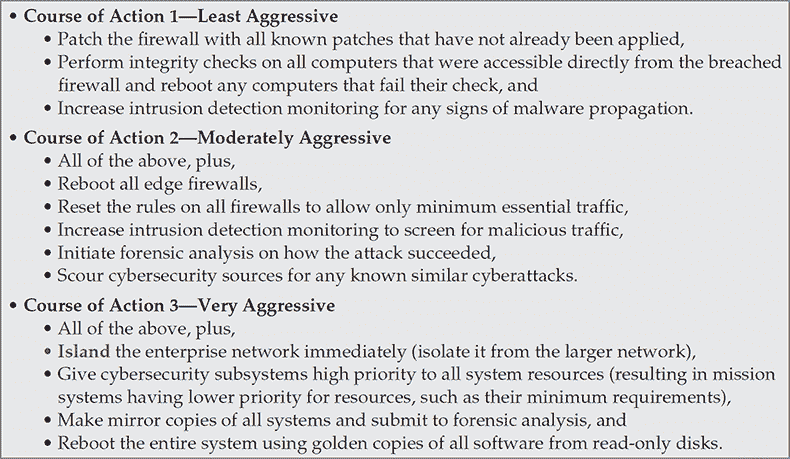 • Course of Action 1—Least Aggressive
• Patch the firewall with all known patches that have not already been applied,
• Perform integrity checks on all computers that were accessible directly from the breached
firewall and reboot any computers that fail their check, and
• Increase intrusion detection monitoring for any signs of malware propagation.
• Course of Action 2—Moderately Aggressive
• All of the above, plus,
• Reboot all edge firewalls,
• Reset the rules on all firewalls to allow only minimum essential traffic,
• Increase intrusion detection monitoring to screen for malicious traffic,
• Initiate forensic analysis on how the attack succeeded,
• Scour cybersecurity sources for any known similar cyberattacks.
• Course of Action 3—Very Aggressive
• All of the above, plus,
• Island the enterprise network immediately (isolate it from the larger network),
• Give cybersecurity subsystems high priority to all system resources (resulting in mission
systems having lower priority for resources, such as their minimum requirements),
• Make mirror copies of all systems and submit to forensic analysis, and
• Reboot the entire system using golden copies of all software from read-only disks.